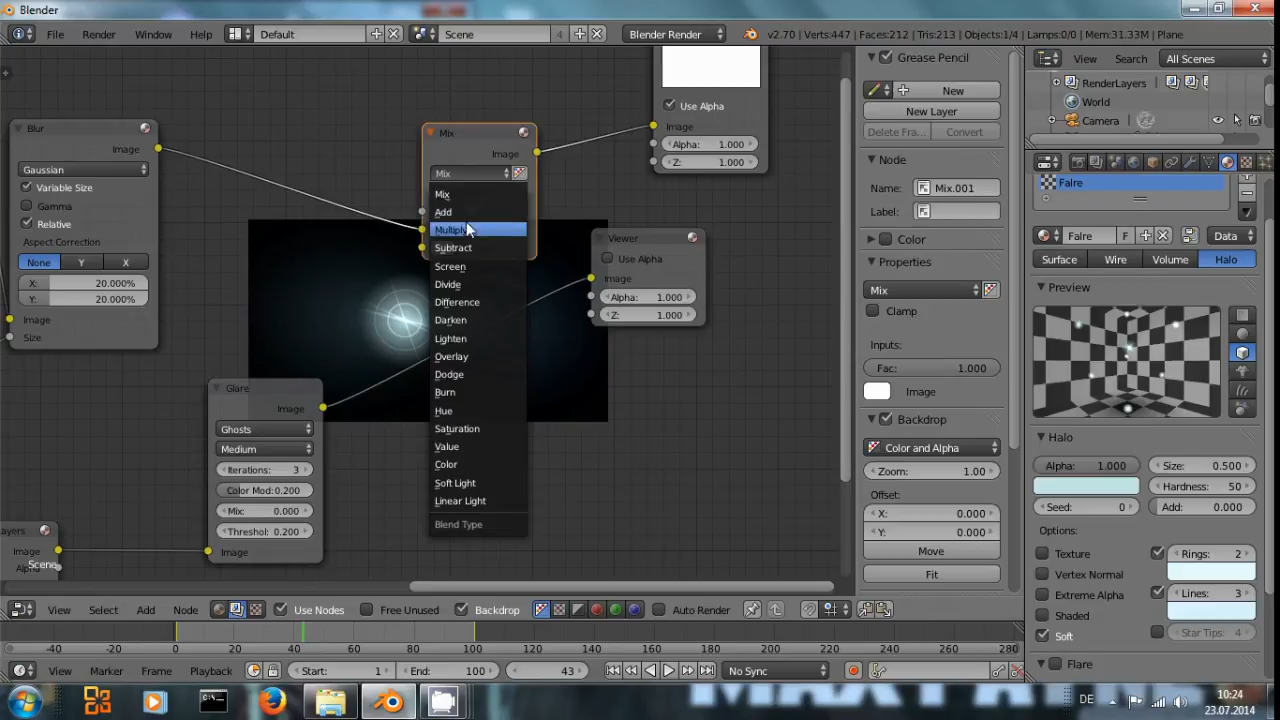 Blender
File Render Window Help Default Scene 4 Blender Render v2.70 | Verts:447 | Faces:212 | Tris:213 | Objects:1/4 | Lamps:0/0 | Mem:31.33M | Plane
Blur
Image
Gaussian
Variable Size
Gamma
Relative
Aspect Correction
None Y X
X: 20.000%
Y: 20.000%
Image
Size
Mix
Image
Mix
Mix
Add
Multiply
Subtract
Screen
Divide
Difference
Darken
Lighten
Overlay
Dodge
Burn
Hue
Saturation
Value
Color
Soft Light
Linear Light
Blend Type
Use Alpha
Image
Alpha: 1.000
Z: 1.000
Viewer
Use Alpha
Image
Alpha: 1.000
Z: 1.000
Glare
Image
Ghosts
Medium
Iterations: 3
Color Mod:0.200
Mix: 0.000
Threshol: 0.200
Image
ayers
Image
Alpha
Scene
Grease Pencil
New
New Layer
Delete Fra... Convert
Node
Name: Mix.001
Label:
Color
Properties
Mix
Clamp
Inputs:
Fac: 1.000
Image
Backdrop
Color and Alpha
Zoom: 1.00
Offset:
X: 0.000
Y: 0.000
Move
Fit
View Search All Scenes
RenderLayers
World
Camera
Falre
Falre F Data
Surface Wire Volume Halo
Preview
Halo
Alpha: 1.000 Size: 0.500
Hardness: 50
Seed: 0 Add: 0.000
Options:
Texture Rings: 2
Vertex Normal
Extreme Alpha Lines: 3
Shaded
Soft Star Tips: 4
Flare
View Select Add Node Use Nodes Free Unused Backdrop Auto Render
-40 -20 0 20 40 60 80 100 120 140 160 180 200 220 240 260 280
View Marker Frame Playback Start: 1 End: 100 43 No Sync
DE 10:24
23.07.2014